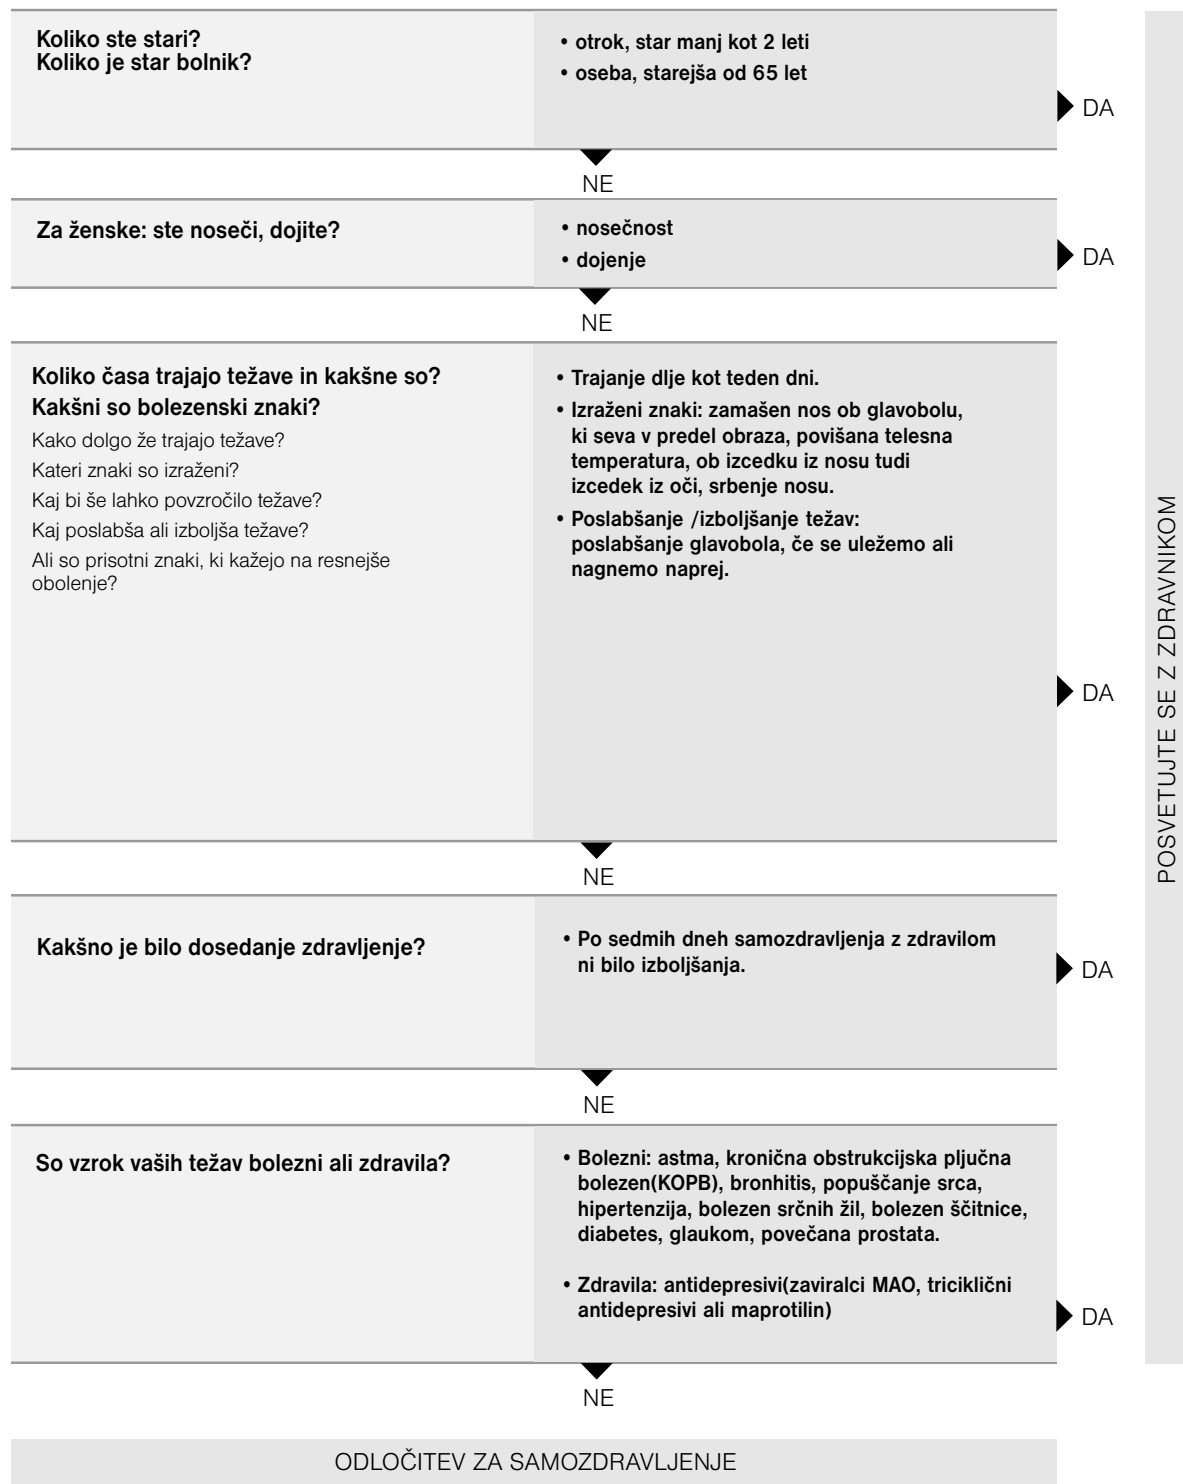 Koliko ste stari?
Koliko je star bolnik?
• otrok, star manj kot 2 leti
• oseba, starejša od 65 let
DA
NE
Za ženske: ste noseči, dojite?
• nosečnost
• dojenje
DA
NE
Koliko časa trajajo težave in kakšne so?
Kakšni so bolezenski znaki?
Kako dolgo že trajajo težave?
Kateri znaki so izraženi?
Kaj bi še lahko povzročilo težave?
Kaj poslabša ali izboljša težave?
Ali so prisotni znaki, ki kažejo na resnejše
obolenje?
• Trajanje dlje kot teden dni.
• Izraženi znaki: zamašen nos ob glavobolu,
ki seva v predel obraza, povišana telesna
temperatura, ob izcedku iz nosu tudi
izcedek iz oči, srbenje nosu.
• Poslabšanje /izboljšanje težav:
poslabšanje glavobola, če se uležemo ali
nagnemo naprej.
DA
NE
Kakšno je bilo dosedanje zdravljenje?
• Po sedmih dneh samozdravljenja z zdravilom
ni bilo izboljšanja.
DA
NE
So vzrok vaših težav bolezni ali zdravila?
• Bolezni: astma, kronična obstrukcijska pljučna
bolezen(KOPB), bronhitis, popuščanje srca,
hipertenzija, bolezen srčnih žil, bolezen ščitnice,
diabetes, glaukom, povečana prostata.
• Zdravila: antidepresivi(zaviralci MAO, triciklični
antidepresivi ali maprotilin)
DA
NE
ODLOČITEV ZA SAMOZDRAVLJENJE
POSVETUJTE SE Z ZDRAVNIKOM